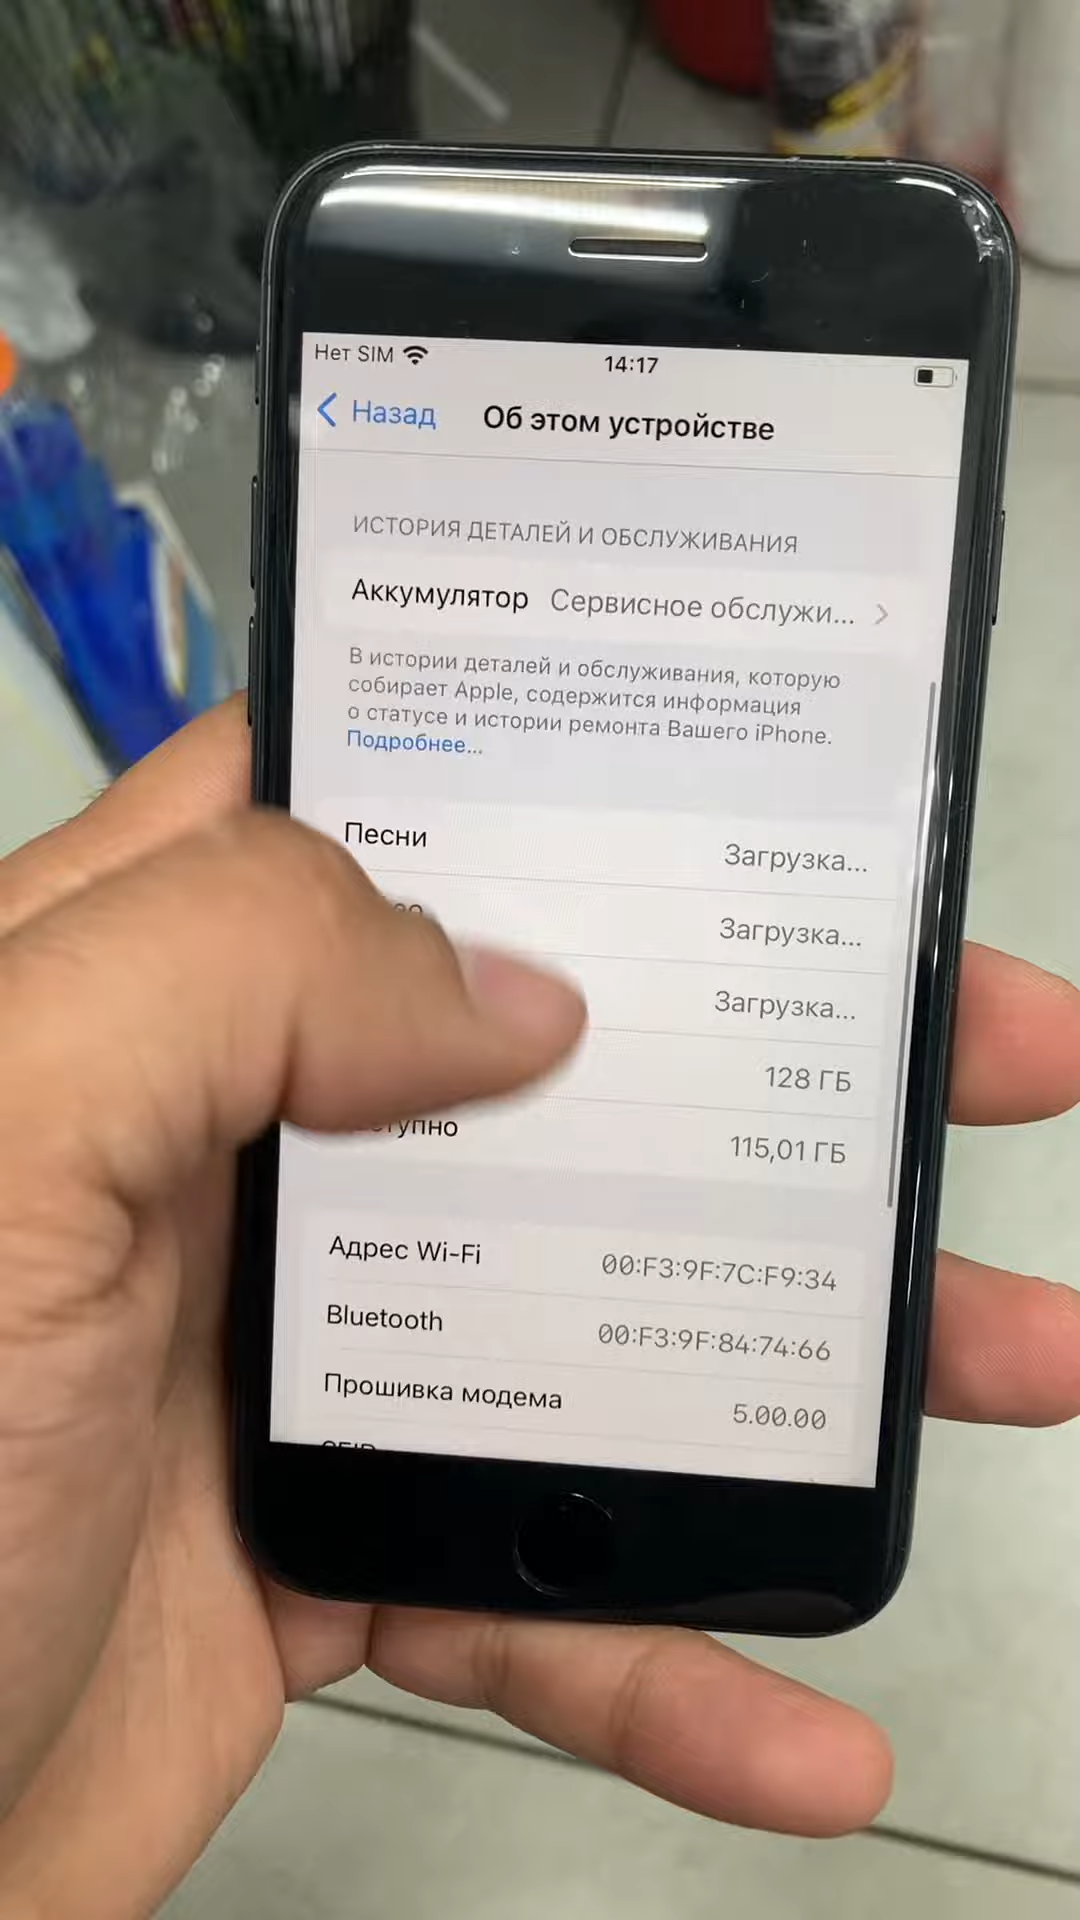 Нет SIM
14:17
Назад
Об этом устройстве
ИСТОРИЯ ДЕТАЛЕЙ И ОБСЛУЖИВАНИЯ
Аккумулятор Сервисное обслужи...
В истории деталей и обслуживания, которую
собирает Apple, содержится информация
о статусе и истории ремонта Вашего iPhone.
Подробнее...
Песни Загрузка...
Загрузка...
Загрузка...
128 ГБ
115,01 ГБ
Адрес Wi-Fi 00:F3:9F:7C:F9:34
Bluetooth 00:F3:9F:84:74:66
Прошивка модема 5.00.00